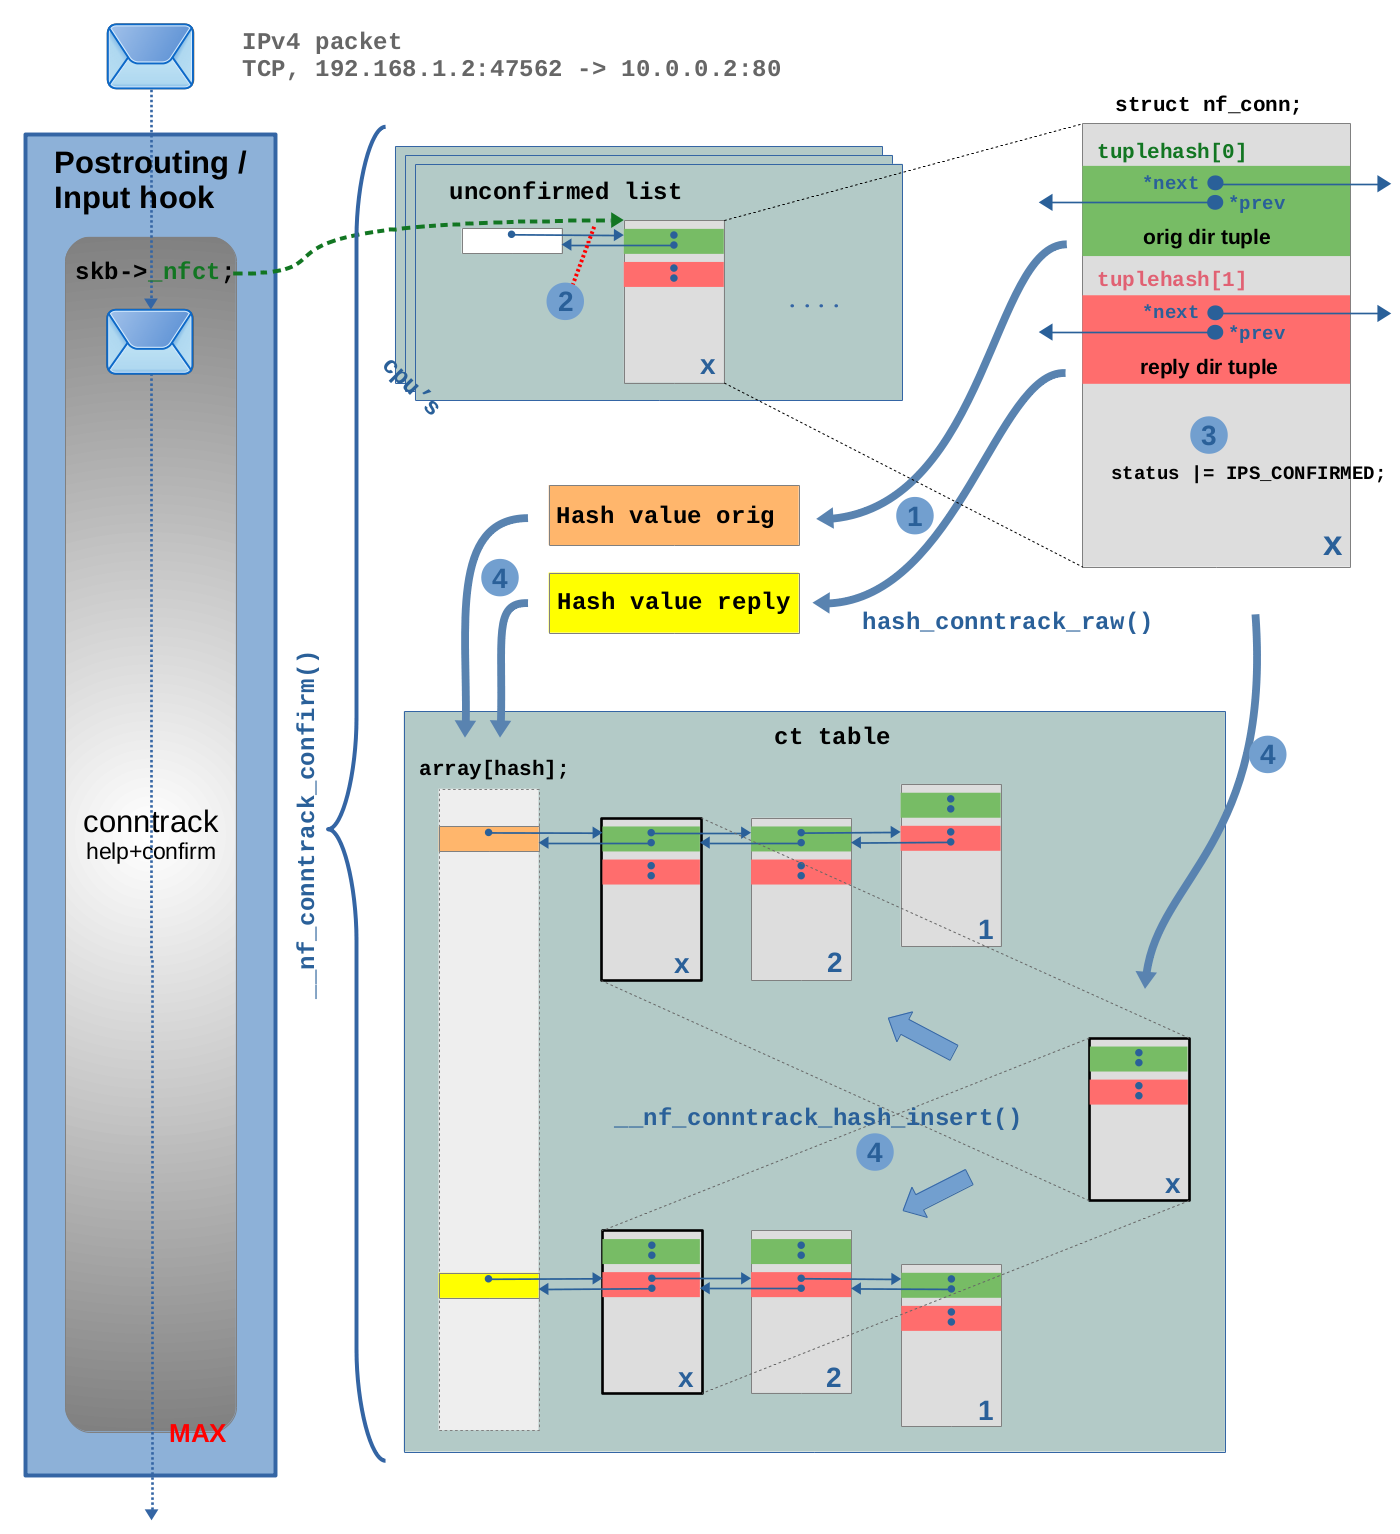 IPv4 packet
TCP, 192.168.1.2:47562 -> 10.0.0.2:80
Postrouting /
Input hook
skb->_nfct;
conntrack
help+confirm
MAX
__nf_conntrack_confirm()
unconfirmed list
2
x
....
cpu's
struct nf_conn;
tuplehash[0]
*next
*prev
orig dir tuple
tuplehash[1]
*next
*prev
reply dir tuple
3
status |= IPS_CONFIRMED;
x
Hash value orig
1
4
Hash value reply
hash_conntrack_raw()
4
ct table
array[hash];
x
2
1
__nf_conntrack_hash_insert()
4
x
x
2
1